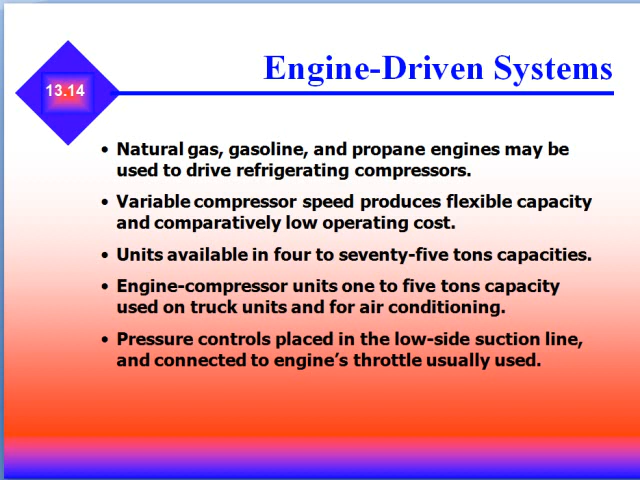 Engine-Driven Systems
13.14
• Natural gas, gasoline, and propane engines may be
used to drive refrigerating compressors.
• Variable compressor speed produces flexible capacity
and comparatively low operating cost.
• Units available in four to seventy-five tons capacities.
• Engine-compressor units one to five tons capacity
used on truck units and for air conditioning.
• Pressure controls placed in the low-side suction line,
and connected to engine’s throttle usually used.